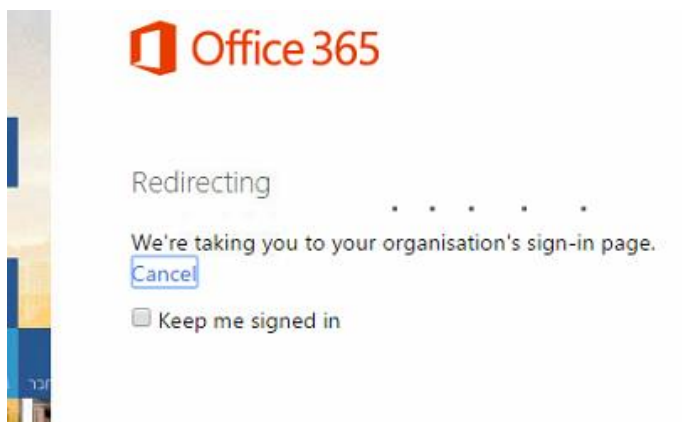 Office 365
Redirecting
We're taking you to your organisation's sign-in page.
Cancel
Keep me signed in